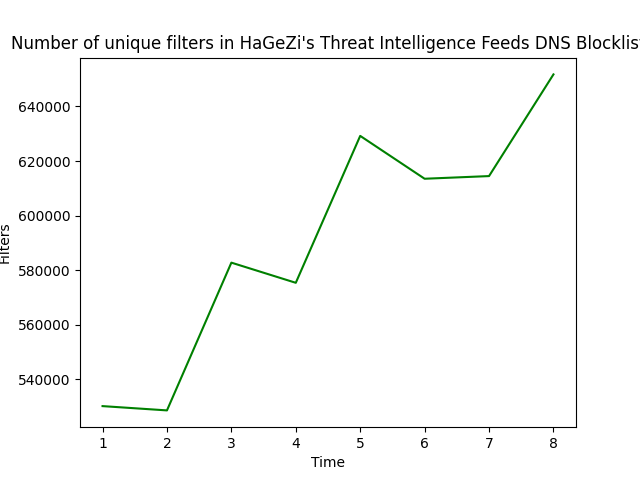 Number of unique filters in HaGeZi's Threat Intelligence Feeds DNS Blocklist
640000
620000
600000
580000
560000
540000
Filters
1 2 3 4 5 6 7 8
Time